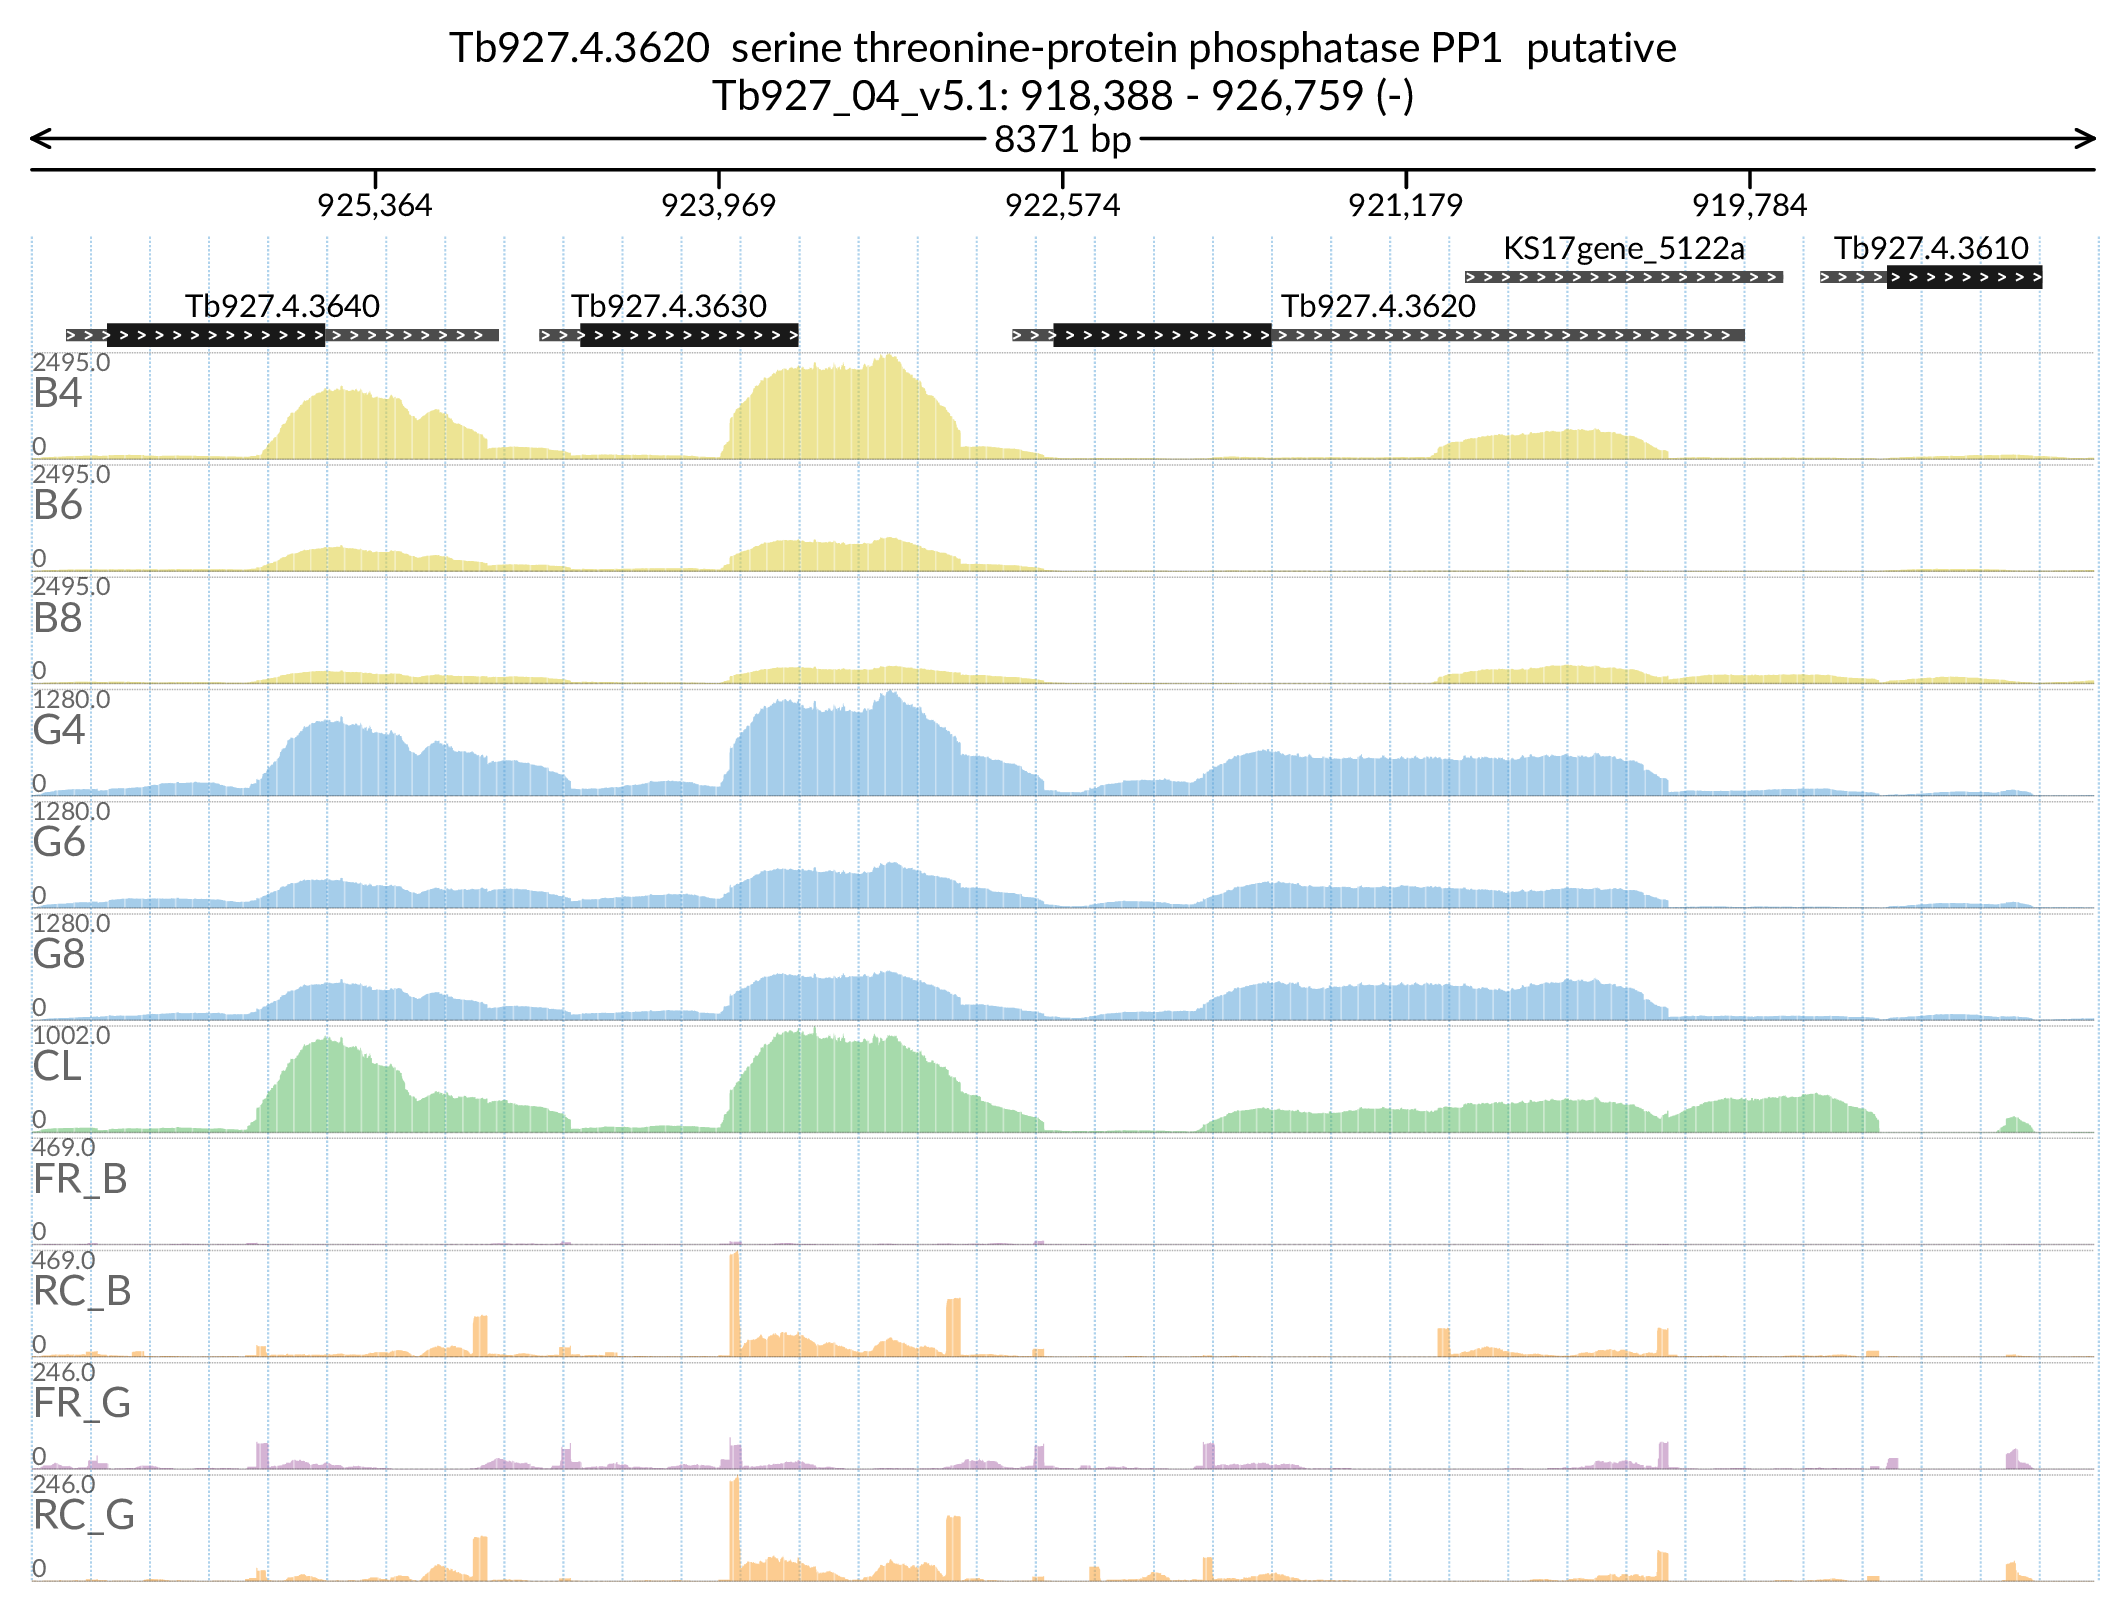 Tb927.4.3620  serine threonine-protein phosphatase PP1  putative
Tb927_04_v5.1: 918,388 - 926,759 (-)
8371 bp
925,364 923,969 922,574 921,179 919,784
KS17gene_5122a Tb927.4.3610
Tb927.4.3640 Tb927.4.3630 Tb927.4.3620
2495.0
B4
0
2495.0
B6
0
2495.0
B8
0
1280.0
G4
0
1280.0
G6
0
1280.0
G8
0
1002.0
CL
0
469.0
FR_B
0
469.0
RC_B
0
246.0
FR_G
0
246.0
RC_G
0